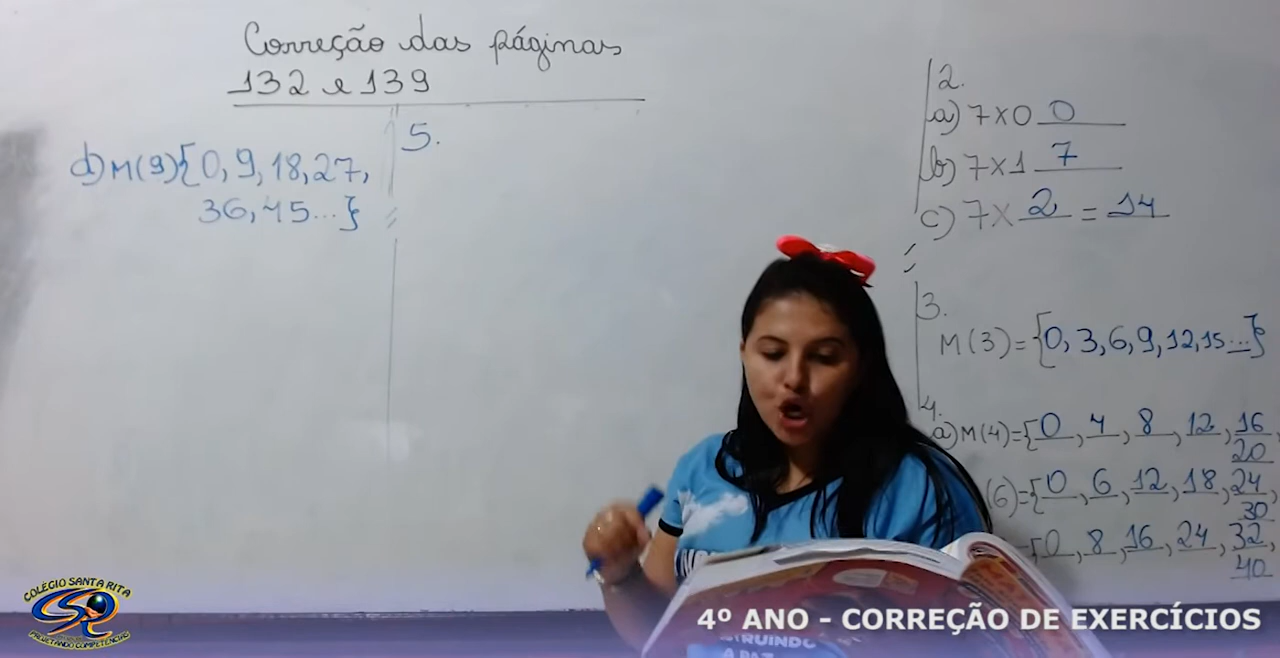 Correção das páginas
132 e 139
d) M(9){0, 9, 18, 27,
36, 45...}
5.
2.
a) 7x0 0
b) 7x1 7
c) 7x 2 = 14
3.
M(3)={0, 3, 6, 9, 12, 15...}
4.
a) M(4)={0, 4, 8, 12, 16,
20
(6)={0, 6, 12, 18, 24,
30
={0, 8, 16, 24, 32,
40
COLÉGIO SANTA RITA
PROJETANDO COMPETÊNCIAS
4º ANO - CORREÇÃO DE EXERCÍCIOS